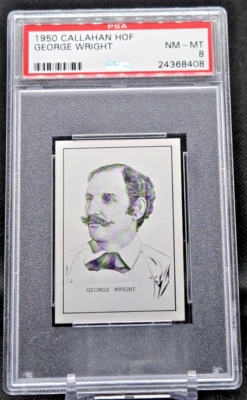 PSA
1950 CALLAHAN HOF
GEORGE WRIGHT
NM - MT
8
24368408
GEORGE WRIGHT